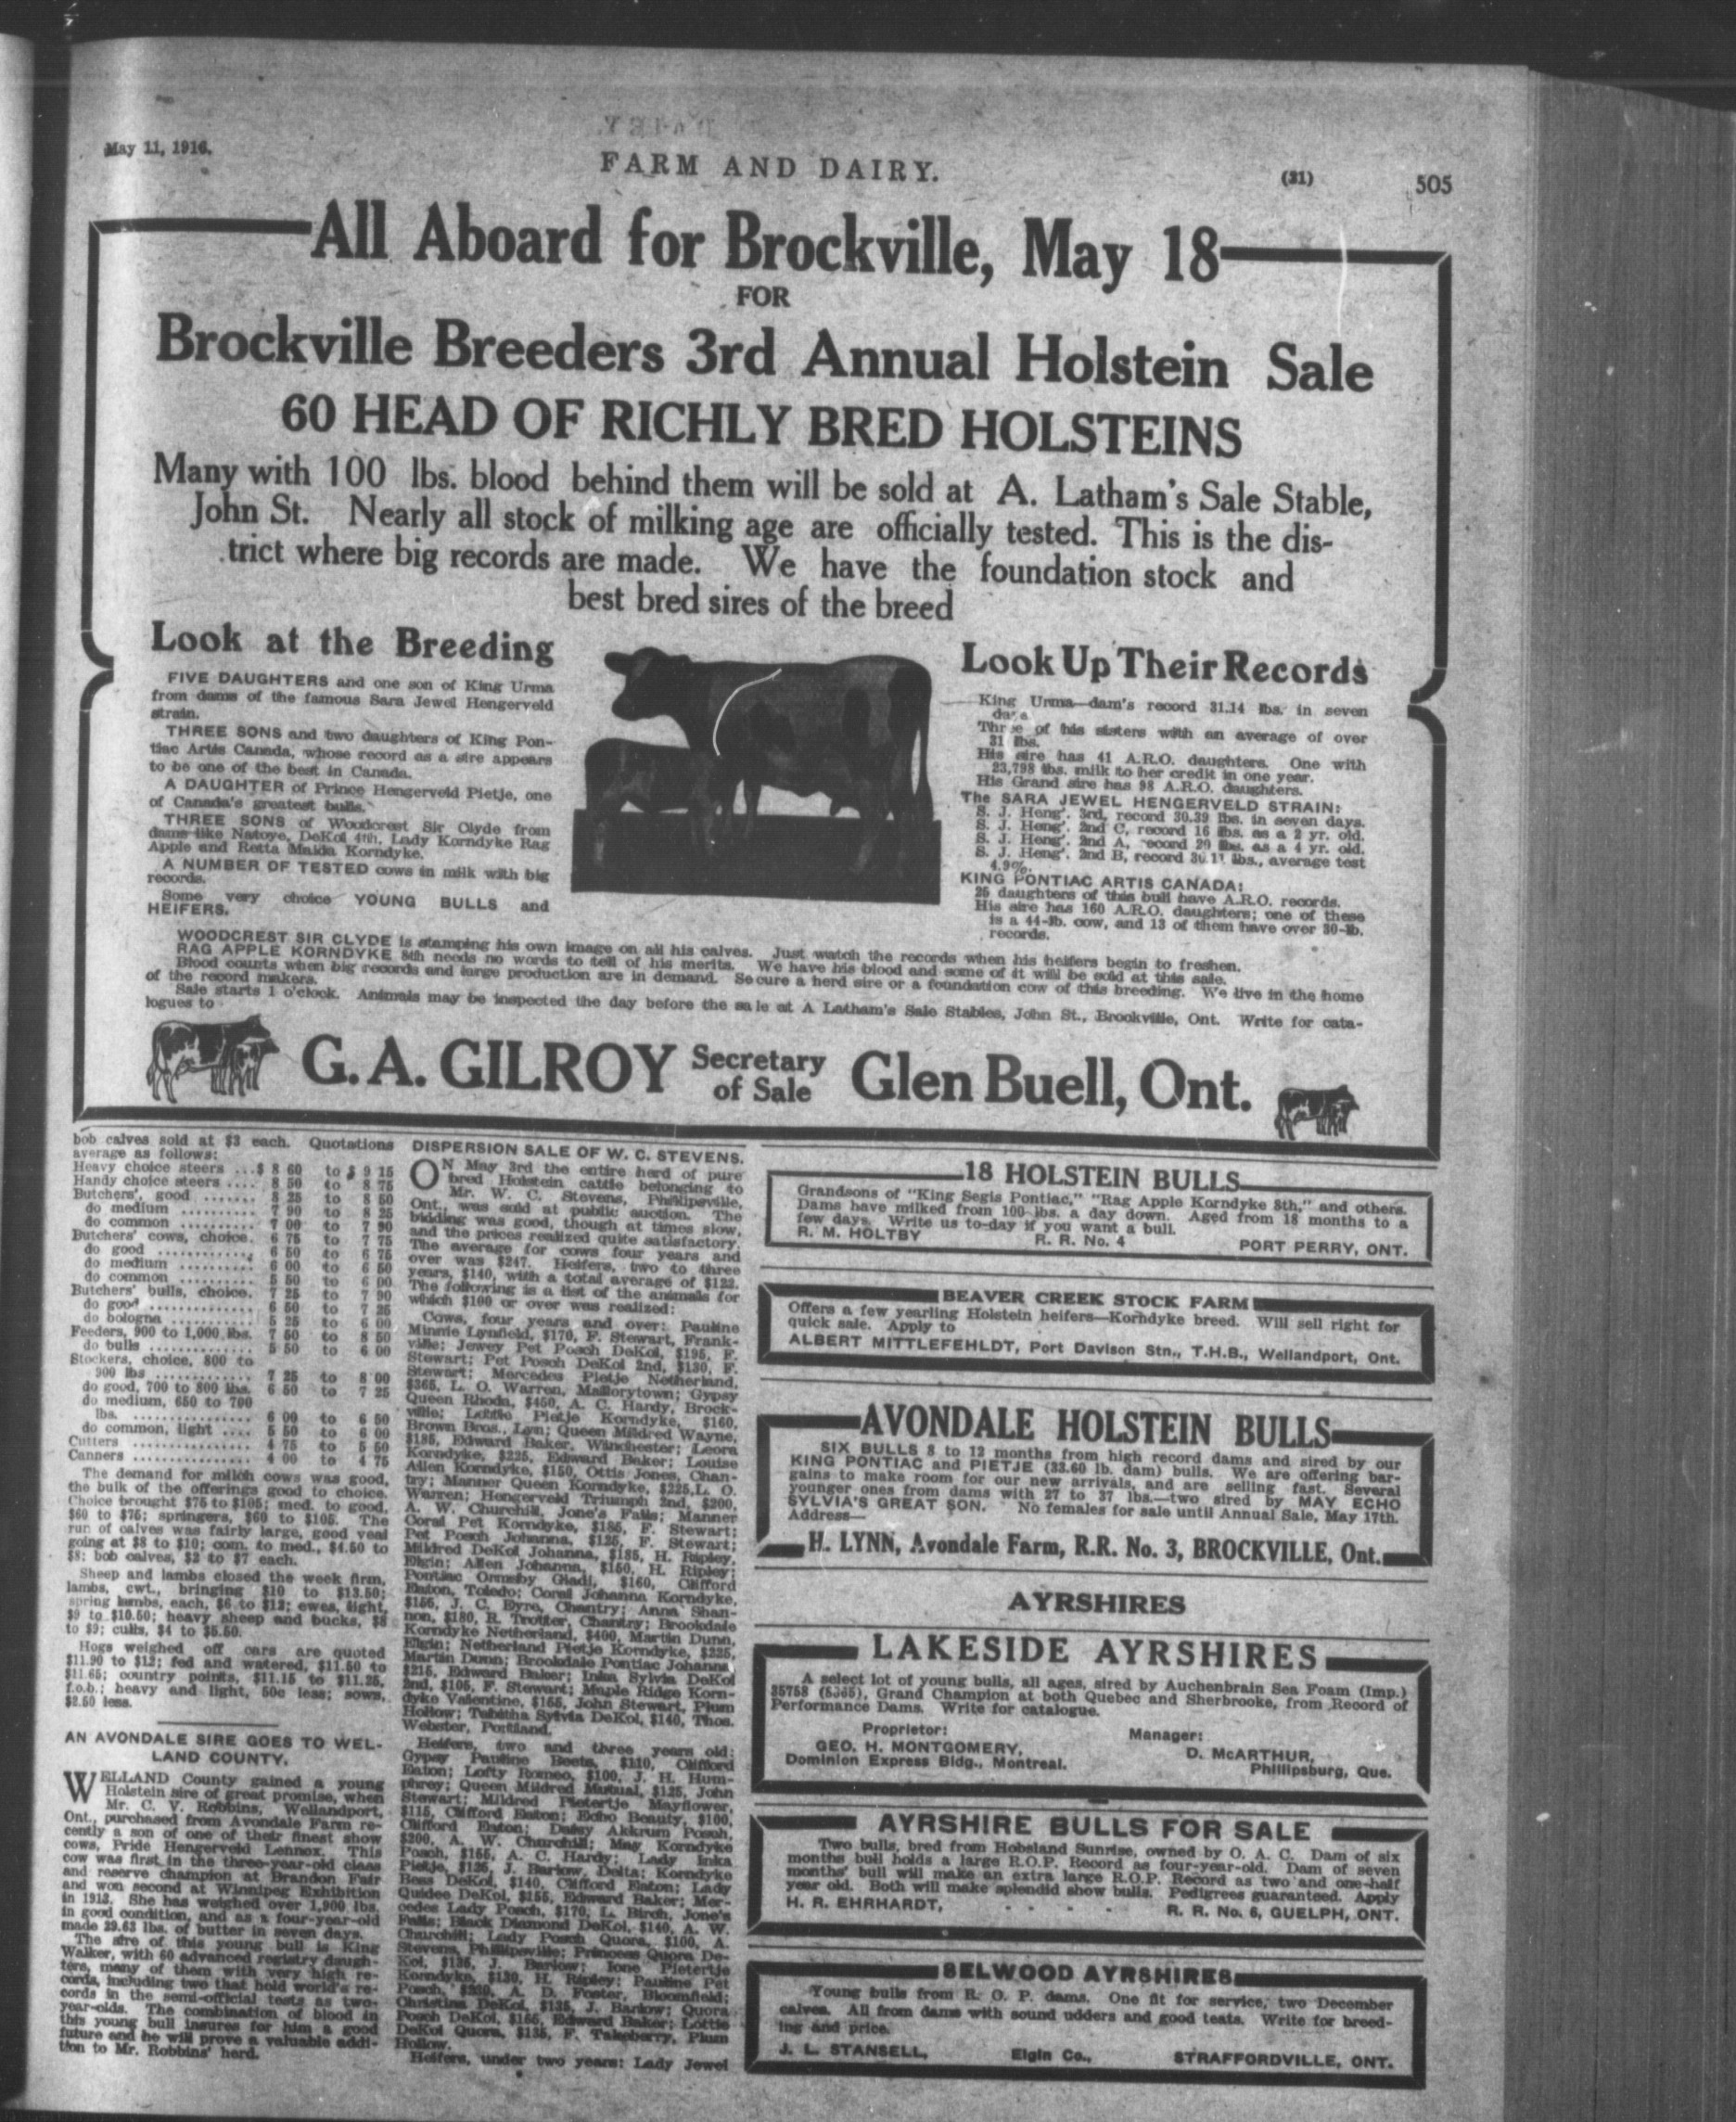 May 11, 1916.
FARM AND DAIRY.
(31)
505
All Aboard for Brockville, May 18
FOR
Brockville Breeders 3rd Annual Holstein Sale
60 HEAD OF RICHLY BRED HOLSTEINS
Many with 100 lbs. blood behind them will be sold at A. Latham's Sale Stable,
John St. Nearly all stock of milking age are officially tested. This is the dis-
trict where big records are made. We have the foundation stock and
best bred sires of the breed
Look at the Breeding
FIVE DAUGHTERS and one son of King Urma
from dams of the famous Sara Jewel Hengerveld
strain.
THREE SONS and two daughters of King Pon-
tiac Artis Canada, whose record as a sire appears
to be one of the best in Canada.
A DAUGHTER of Prince Hengerveld Pietje, one
of Canada's greatest bulls.
THREE SONS of Woodcrest Sir Clyde from
dams like Natoye, DeKol 4th, Lady Korndyke Rag
Apple and Retta Maida Korndyke.
A NUMBER OF TESTED cows in milk with big
records.
Some very choice YOUNG BULLS and
HEIFERS.
Look Up Their Records
King Urma—dam's record 31.14 lbs. in seven
days
Three of his sisters with an average of over
31 lbs.
His sire has 41 A.R.O. daughters. One with
23,798 lbs. milk to her credit in one year.
His Grand sire has 98 A.R.O. daughters.
The SARA JEWEL HENGERVELD STRAIN:
S. J. Heng'. 3rd, record 30.39 lbs. in seven days.
S. J. Heng'. 2nd C, record 16 lbs. as a 2 yr. old.
S. J. Heng'. 2nd A, record 29 lbs. as a 4 yr. old.
S. J. Heng'. 2nd B, record 30.11 lbs., average test
4.9%.
KING PONTIAC ARTIS CANADA:
25 daughters of this bull have A.R.O. records.
His sire has 160 A.R.O. daughters; one of these
is a 44-lb. cow, and 13 of them have over 30-lb.
records.
WOODCREST SIR CLYDE is stamping his own image on all his calves. Just watch the records when his heifers begin to freshen.
RAG APPLE KORNDYKE 8th needs no words to tell of his merits. We have his blood and some of it will be sold at this sale.
Blood counts when big records and large production are in demand. Secure a herd sire or a foundation cow of this breeding. We live in the home
of the record makers.
Sale starts 1 o'clock. Animals may be inspected the day before the sale at A Latham's Sale Stables, John St., Brockville, Ont. Write for cata-
logues to
G. A. GILROY Secretary of Sale Glen Buell, Ont.
bob calves sold at $3 each. Quotations
average as follows:
Heavy choice steers ...$ 8 60 to $ 9 15
Handy choice steers .... 8 50 to 8 75
Butchers', good ....... 8 25 to 8 50
do medium .......... 7 90 to 8 25
do common .......... 7 00 to 7 90
Butchers' cows, choice. 6 75 to 7 75
do good ............ 6 50 to 6 75
do medium .......... 6 00 to 6 50
do common .......... 5 50 to 6 00
Butchers' bulls, choice. 7 25 to 7 90
do good ............. 6 50 to 7 25
do bologna .......... 5 25 to 6 00
Feeders, 900 to 1,000 lbs. 7 50 to 8 50
do bulls ............. 5 50 to 6 00
Stockers, choice, 800 to
900 lbs ............. 7 25 to 8 00
do good, 700 to 800 lbs. 6 50 to 7 25
do medium, 650 to 700
lbs. ............... 6 00 to 6 50
do common, light .... 5 50 to 6 00
Cutters ............... 4 75 to 5 50
Canners ............... 4 00 to 4 75
The demand for milch cows was good,
the bulk of the offerings good to choice.
Choice brought $75 to $105; med. to good,
$60 to $75; springers, $60 to $105. The
run of calves was fairly large, good veal
going at $8 to $10; com. to med., $4.50 to
$8; bob calves, $2 to $7 each.
Sheep and lambs closed the week firm,
lambs, cwt., bringing $10 to $13.50;
spring lambs, each, $6 to $12; ewes, light,
$9 to $10.50; heavy sheep and bucks, $8
to $9; culls, $4 to $5.50.
Hogs weighed off cars are quoted
$11.90 to $12; fed and watered, $11.50 to
$11.65; country points, $11.15 to $11.25,
f.o.b.; heavy and light, 50c less; sows,
$2.50 less.
AN AVONDALE SIRE GOES TO WEL-
LAND COUNTY.
WELLAND County gained a young
Holstein sire of great promise, when
Mr. C. V. Robbins, Wellandport,
Ont., purchased from Avondale Farm re-
cently a son of one of their finest show
cows, Pride Hengerveld Lennox. This
cow was first in the three-year-old class
and reserve champion at Brandon Fair
and won second at Winnipeg Exhibition
in 1913. She has weighed over 1,900 lbs.
in good condition, and as a four-year-old
made 29.63 lbs. of butter in seven days.
The sire of this young bull is King
Walker, with 60 advanced registry daugh-
ters, many of them with very high re-
cords, including two that hold world's re-
cords in the semi-official tests as two-
year-olds. The combination of blood in
this young bull insures for him a good
future and he will prove a valuable addi-
tion to Mr. Robbins' herd.
DISPERSION SALE OF W. C. STEVENS.
ON May 3rd the entire herd of pure
bred Holstein cattle belonging to
Mr. W. C. Stevens, Phillipsville,
Ont., was sold at public auction. The
bidding was good, though at times slow,
and the prices realized quite satisfactory.
The average for cows four years and
over was $247. Heifers, two to three
years, $140, with a total average of $122.
The following is a list of the animals for
which $100 or over was realized:
Cows, four years and over: Pauline
Minnie Lynfield, $170, F. Stewart, Frank-
ville; Jewey Pet Posch DeKol, $195, F.
Stewart; Pet Posch DeKol 2nd, $130, F.
Stewart; Mercedes Pietje Netherland,
$365, L. O. Warren, Mallorytown; Gypsy
Queen Rhoda, $450, A. C. Hardy, Brock-
ville; Lottie Pietje Korndyke, $160,
Brown Bros., Lyn; Queen Mildred Wayne,
$185, Edward Baker, Winchester; Leora
Korndyke, $225, Edward Baker; Louise
Allen Korndyke, $150, Ottis Jones, Chan-
try; Manner Queen Korndyke, $225, L. O.
Warren; Hengerveld Triumph 2nd, $200,
A. W. Churchill, Jone's Falls; Manner
Coral Pet Korndyke, $185, F. Stewart;
Pet Posch Johanna, $125, F. Stewart;
Mildred DeKol Johanna, $185, H. Ripley,
Elgin; Allen Johanna, $150, H. Ripley;
Pontiac Ormsby Gladi, $160, Clifford
Eaton, Toledo; Coral Johanna Korndyke,
$155, J. C. Eyre, Chantry; Anna Shan-
non, $180, R. Trotter, Chantry; Brookdale
Korndyke Netherland, $400, Martin Dunn,
Elgin; Netherland Pietje Korndyke, $325,
Martin Dunn; Brookdale Pontiac Johanna,
$215, Edward Baker; Inka Sylvia DeKol
2nd, $105, F. Stewart; Maple Ridge Korn-
dyke Valentine, $155, John Stewart, Plum
Hollow; Tubitha Sylvia DeKol, $140, Thos.
Webster, Portland.
Heifers, two and three years old:
Gypsy Pauline Beets, $110, Clifford
Eaton; Lofty Romeo, $100, J. H. Hum-
phrey; Queen Mildred Mutual, $125, John
Stewart; Mildred Pietertje Mayflower,
$115, Clifford Eaton; Echo Beauty, $100,
Clifford Eaton; Daisy Akkrum Posch,
$200, A. W. Churchill; May Korndyke
Posch, $155, A. C. Hardy; Lady Inka
Pietje, $125, J. Barlow, Delta; Korndyke
Bess DeKol, $140, Clifford Eaton; Lady
Quidee DeKol, $155, Edward Baker; Mer-
cedes Lady Posch, $170, L. Birch, Jone's
Falls; Black Diamond DeKol, $140, A. W.
Churchill; Lady Posch Quora, $100, A.
Stevens, Phillipsville; Princess Quora De-
Kol, $135, J. Barlow; Ione Pietertje
Korndyke, $130, H. Ripley; Pauline Pet
Posch, A. D. Foster, Bloomfield;
Christina DeKol, $135, J. Barlow; Quora
Posch DeKol, $165, Edward Baker; Lottie
DeKol Quora, $135, F. Takeberry, Plum
Hollow.
Heifers, under two years: Lady Jewel
18 HOLSTEIN BULLS
Grandsons of "King Segis Pontiac," "Rag Apple Korndyke 8th," and others.
Dams have milked from 100-lbs. a day down. Aged from 18 months to a
few days. Write us to-day if you want a bull.
R. M. HOLTBY R. R. No. 4 PORT PERRY, ONT.
BEAVER CREEK STOCK FARM
Offers a few yearling Holstein heifers—Korndyke breed. Will sell right for
quick sale. Apply to
ALBERT MITTLEFEHLDT, Port Davison Stn., T.H.B., Wellandport, Ont.
AVONDALE HOLSTEIN BULLS
SIX BULLS 8 to 12 months from high record dams and sired by our
KING PONTIAC and PIETJE (33.60 lb. dam) bulls. We are offering bar-
gains to make room for our new arrivals, and are selling fast. Several
younger ones from dams with 27 to 37 lbs.—two sired by MAY ECHO
SYLVIA'S GREAT SON. No females for sale until Annual Sale, May 17th.
Address—
H. LYNN, Avondale Farm, R.R. No. 3, BROCKVILLE, Ont.
AYRSHIRES
LAKESIDE AYRSHIRES
A select lot of young bulls, all ages, sired by Auchenbrain Sea Foam (Imp.)
35758 Grand Champion at both Quebec and Sherbrooke, from Record of
Performance Dams. Write for catalogue.
Proprietor: Manager:
GEO. H. MONTGOMERY, D. McARTHUR,
Dominion Express Bldg., Montreal. Phillipsburg, Que.
AYRSHIRE BULLS FOR SALE
Two bulls, bred from Hobsland Sunrise, owned by O. A. C. Dam of six
months bull holds a large R.O.P. Record as four-year-old. Dam of seven
months' bull will make an extra large R.O.P. Record as two and one-half
year old. Both will make splendid show bulls. Pedigrees guaranteed. Apply
H. R. EHRHARDT, - - - - R. R. No. 6, GUELPH, ONT.
SELWOOD AYRSHIRES
Young bulls from R. O. P. dams. One fit for service, two December
calves. All from dams with sound udders and good teats. Write for breed-
ing and price.
J. L. STANSELL, Elgin Co., STRAFFORDVILLE, ONT.